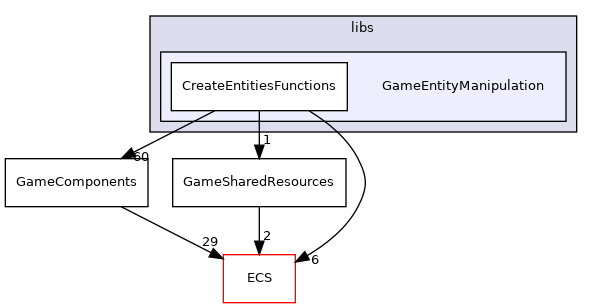 libs
CreateEntitiesFunctions
GameEntityManipulation
1
60
GameComponents
GameSharedResources
29
2
6
ECS